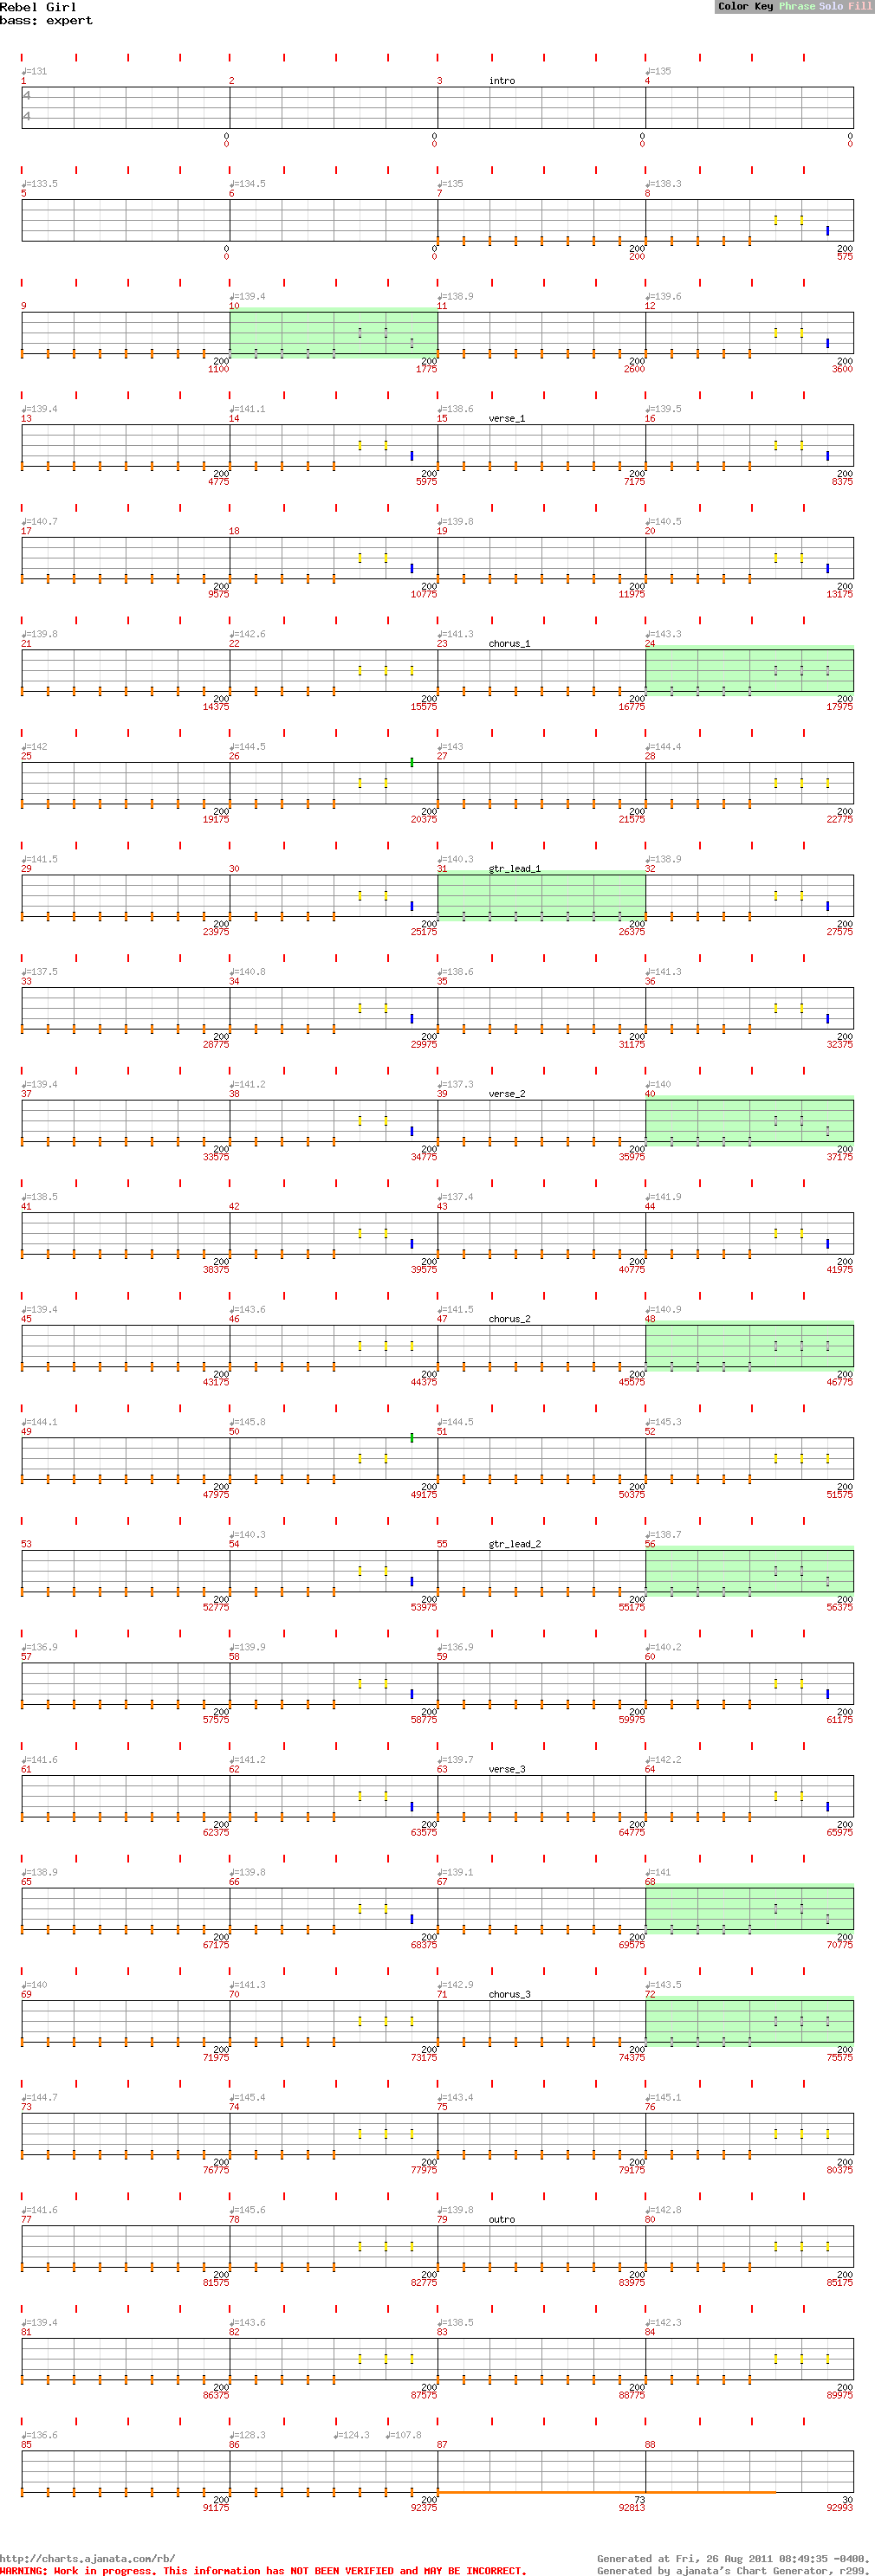 Rebel Girl
bass: expert
Color Key Phrase Solo Fill
♩=131 ♩=135
1 2 3 intro 4
4
4
0 0 0 0
0 0 0 0
♩=133.5 ♩=134.5 ♩=135 ♩=138.3
5 6 7 8
0 0 200 200
0 0 200 575
♩=139.4 ♩=138.9 ♩=139.6
9 10 11 12
200 200 200 200
1100 1775 2600 3600
♩=139.4 ♩=141.1 ♩=138.6 ♩=139.5
13 14 15 verse_1 16
200 200 200 200
4775 5975 7175 8375
♩=140.7 ♩=139.8 ♩=140.5
17 18 19 20
200 200 200 200
9575 10775 11975 13175
♩=139.8 ♩=142.6 ♩=141.3 ♩=143.3
21 22 23 chorus_1 24
200 200 200 200
14375 15575 16775 17975
♩=142 ♩=144.5 ♩=143 ♩=144.4
25 26 27 28
200 200 200 200
19175 20375 21575 22775
♩=141.5 ♩=140.3 ♩=138.9
29 30 31 gtr_lead_1 32
200 200 200 200
23975 25175 26375 27575
♩=137.5 ♩=140.8 ♩=138.6 ♩=141.3
33 34 35 36
200 200 200 200
28775 29975 31175 32375
♩=139.4 ♩=141.2 ♩=137.3 ♩=140
37 38 39 verse_2 40
200 200 200 200
33575 34775 35975 37175
♩=138.5 ♩=137.4 ♩=141.9
41 42 43 44
200 200 200 200
38375 39575 40775 41975
♩=139.4 ♩=143.6 ♩=141.5 ♩=140.9
45 46 47 chorus_2 48
200 200 200 200
43175 44375 45575 46775
♩=144.1 ♩=145.8 ♩=144.5 ♩=145.3
49 50 51 52
200 200 200 200
47975 49175 50375 51575
♩=140.3 ♩=138.7
53 54 55 gtr_lead_2 56
200 200 200 200
52775 53975 55175 56375
♩=136.9 ♩=139.9 ♩=136.9 ♩=140.2
57 58 59 60
200 200 200 200
57575 58775 59975 61175
♩=141.6 ♩=141.2 ♩=139.7 ♩=142.2
61 62 63 verse_3 64
200 200 200 200
62375 63575 64775 65975
♩=138.9 ♩=139.8 ♩=139.1 ♩=141
65 66 67 68
200 200 200 200
67175 68375 69575 70775
♩=140 ♩=141.3 ♩=142.9 ♩=143.5
69 70 71 chorus_3 72
200 200 200 200
71975 73175 74375 75593
♩=144.7 ♩=145.4 ♩=143.4 ♩=145.1
73 74 75 76
200 200 200 200
76775 77975 79175 80375
♩=141.6 ♩=145.6 ♩=139.8 ♩=142.8
77 78 79 outro 80
200 200 200 200
81575 82775 83975 85175
♩=139.4 ♩=143.6 ♩=138.5 ♩=142.3
81 82 83 84
200 200 200 200
86375 87575 88775 89975
♩=136.6 ♩=128.3 ♩=124.3 ♩=107.8
85 86 87 88
200 200 73 30
91175 92375 92813 92993
http://charts.ajanata.com/rb/
Generated at Fri, 26 Aug 2011 08:49:35 -0400.
WARNING: Work in progress. This information has NOT BEEN VERIFIED and MAY BE INCORRECT.
Generated by ajanata's Chart Generator, r299.